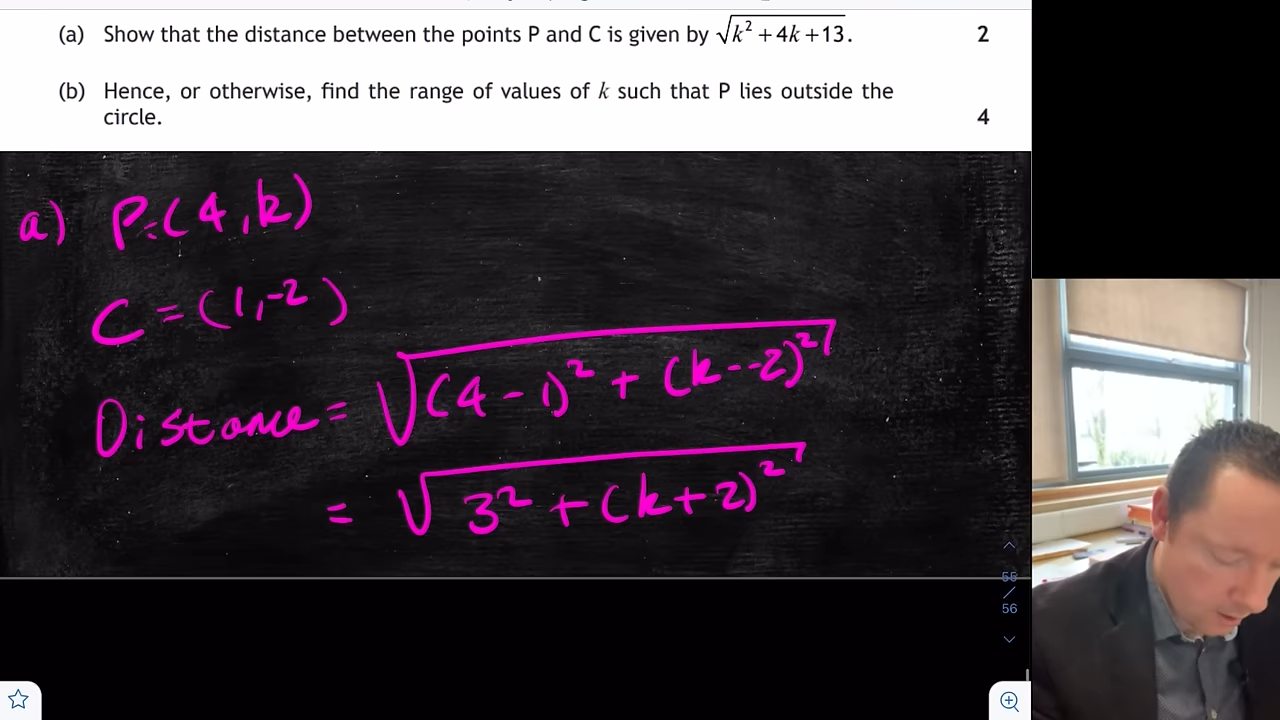 (a) Show that the distance between the points P and C is given by √(k² + 4k + 13). 2
(b) Hence, or otherwise, find the range of values of k such that P lies outside the
circle. 4
a) P=(4,k)
C = (1,-2)
Distance = √((4-1)² + (k--2)²)
= √(3² + (k+2)²)
55
/
56